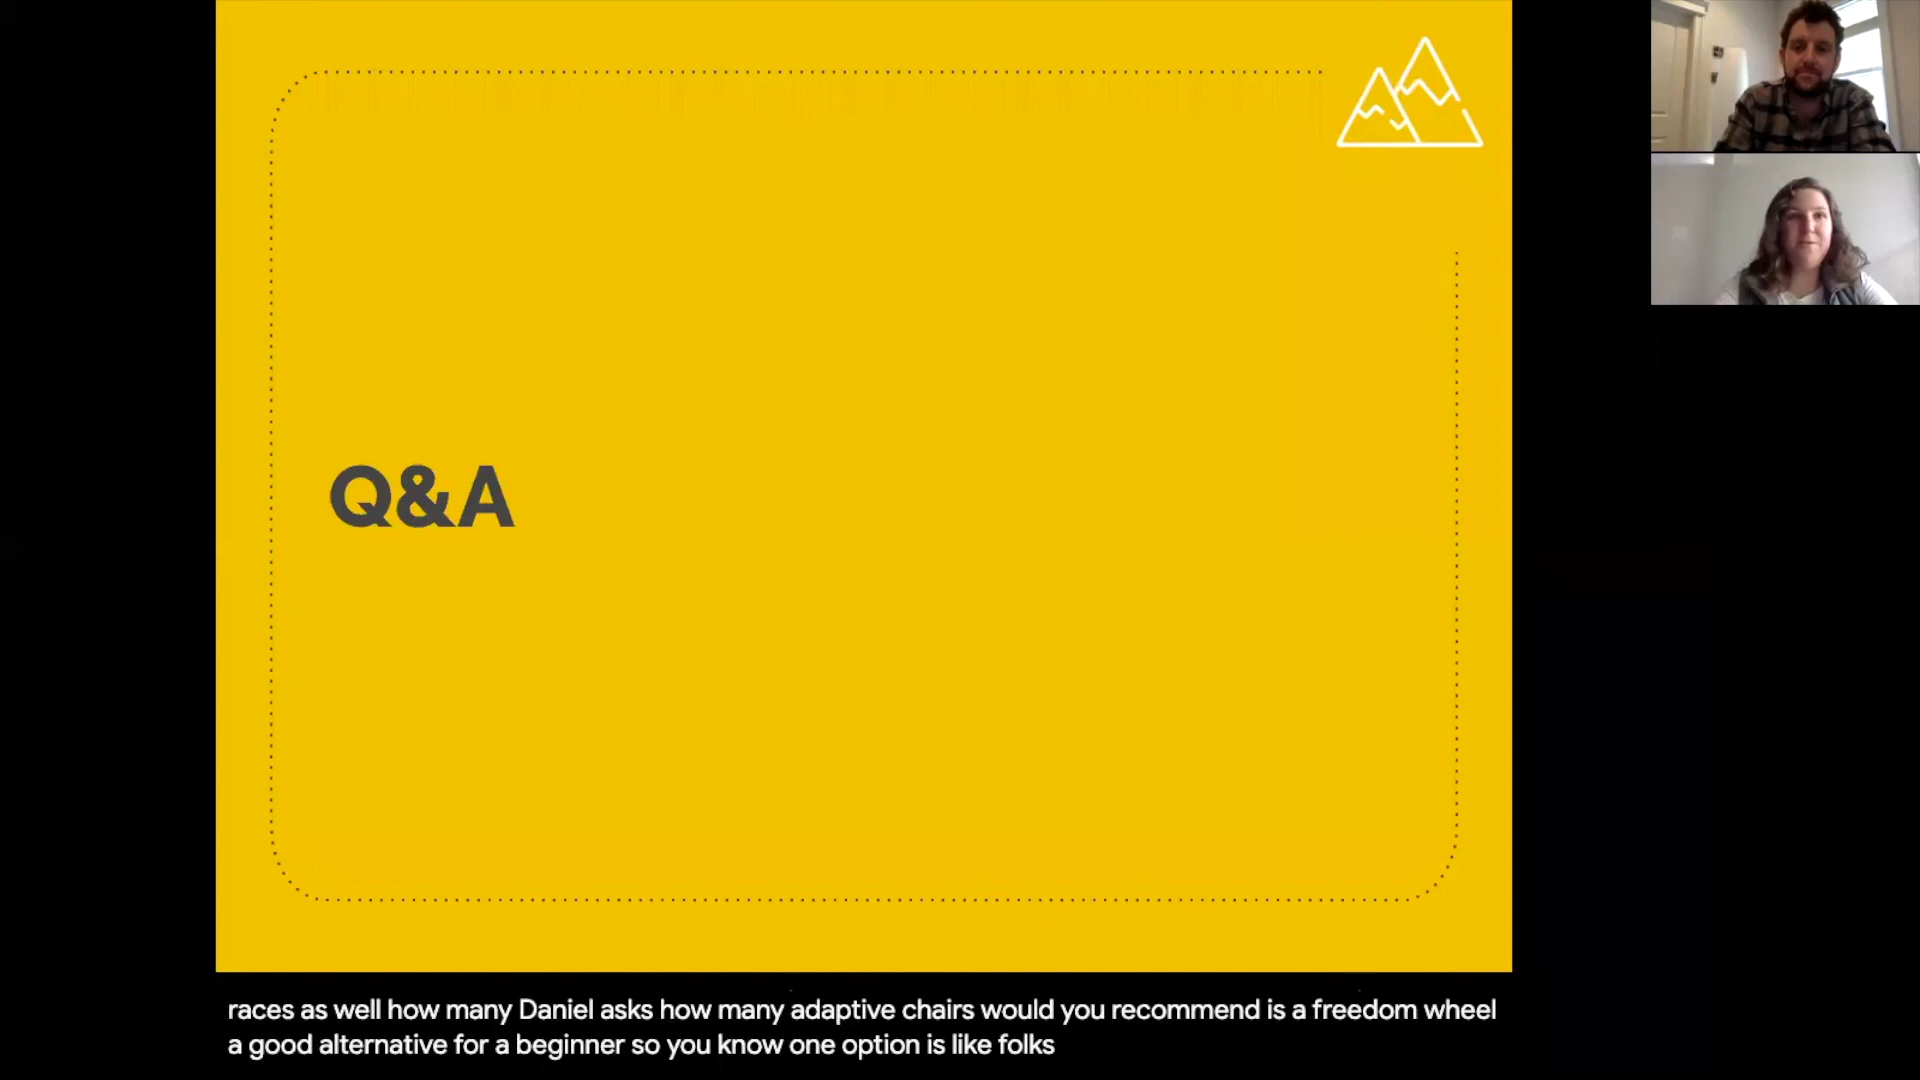 Q&A
races as well how many Daniel asks how many adaptive chairs would you recommend is a freedom wheel
a good alternative for a beginner so you know one option is like folks